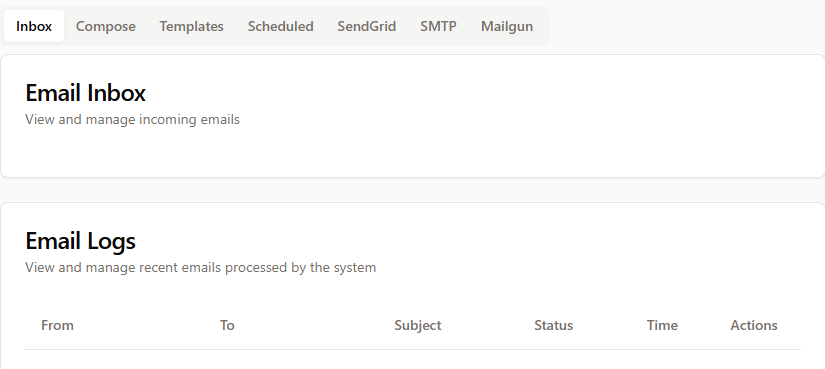 Inbox Compose Templates Scheduled SendGrid SMTP Mailgun
Email Inbox
View and manage incoming emails
Email Logs
View and manage recent emails processed by the system
From To Subject Status Time Actions